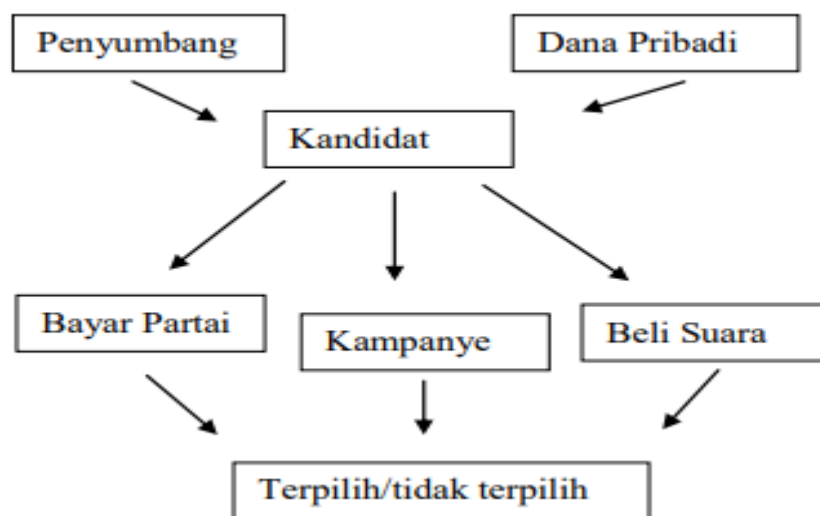 Penyumbang
Dana Pribadi
Kandidat
Bayar Partai
Kampanye
Beli Suara
Terpilih/tidak terpilih